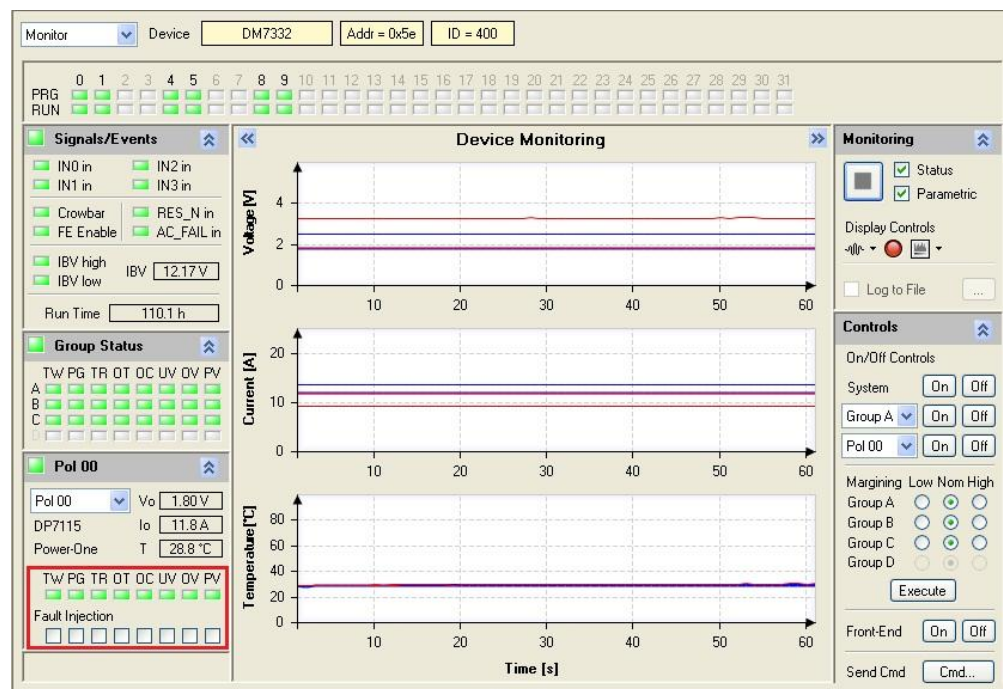 Monitor Device DM7332 Addr = 0x5e ID = 400
0 1 2 3 4 5 6 7 8 9 10 11 12 13 14 15 16 17 18 19 20 21 22 23 24 25 26 27 28 29 30 31
PRG
RUN
Signals/Events
IN0 in IN2 in
IN1 in IN3 in
Crowbar RES_N in
FE Enable AC_FAIL in
IBV high
IBV low
IBV 12.17 V
Run Time 110.1 h
Group Status
TW PG TR OT OC UV OV PV
A
B
C
D
Pol 00
Pol 00 Vo 1.80 V
DP7115 Io 11.8 A
Power-One T 28.8 °C
TW PG TR OT OC UV OV PV
Fault Injection
Device Monitoring
Voltage [V]
4
2
0
10 20 30 40 50 60
Current [A]
20
10
0
10 20 30 40 50 60
Temperature[°C]
80
60
40
20
0
10 20 30 40 50 60
Time [s]
Monitoring
Status
Parametric
Display Controls
Log to File ...
Controls
On/Off Controls
System On Off
Group A On Off
Pol 00 On Off
Margining Low Nom High
Group A
Group B
Group C
Group D
Execute
Front-End On Off
Send Cmd Cmd...